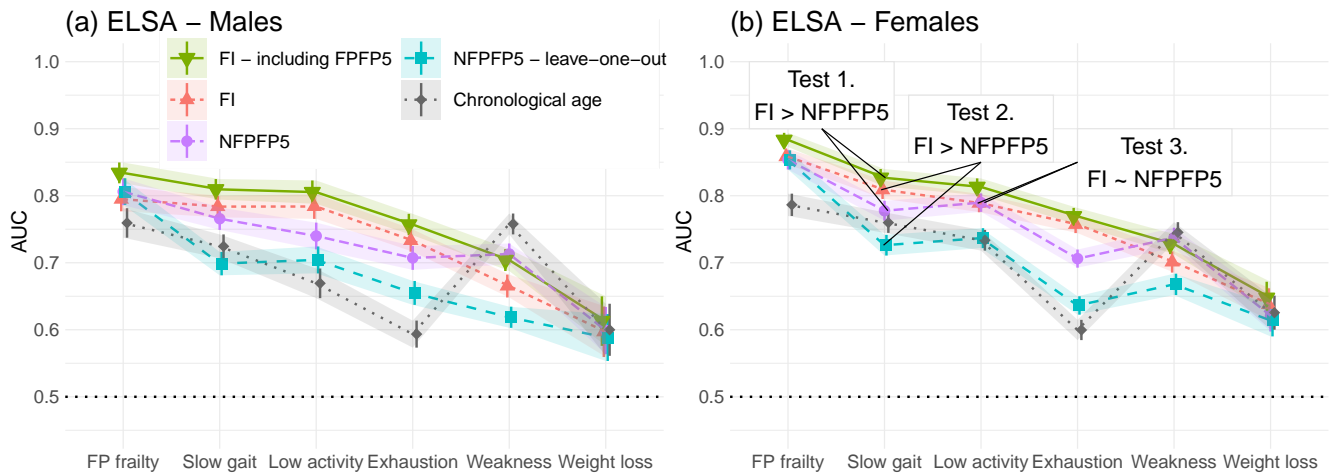 (a) ELSA − Males
FI − including FPFP5
FI
NFPFP5
NFPFP5 − leave−one−out
Chronological age
1.0
0.9
0.8
0.7
0.6
0.5
AUC
FP frailty
Slow gait
Low activity
Exhaustion
Weakness
Weight loss
(b) ELSA − Females
Test 1.
FI > NFPFP5
Test 2.
FI > NFPFP5
Test 3.
FI ~ NFPFP5
1.0
0.9
0.8
0.7
0.6
0.5
AUC
FP frailty
Slow gait
Low activity
Exhaustion
Weakness
Weight loss